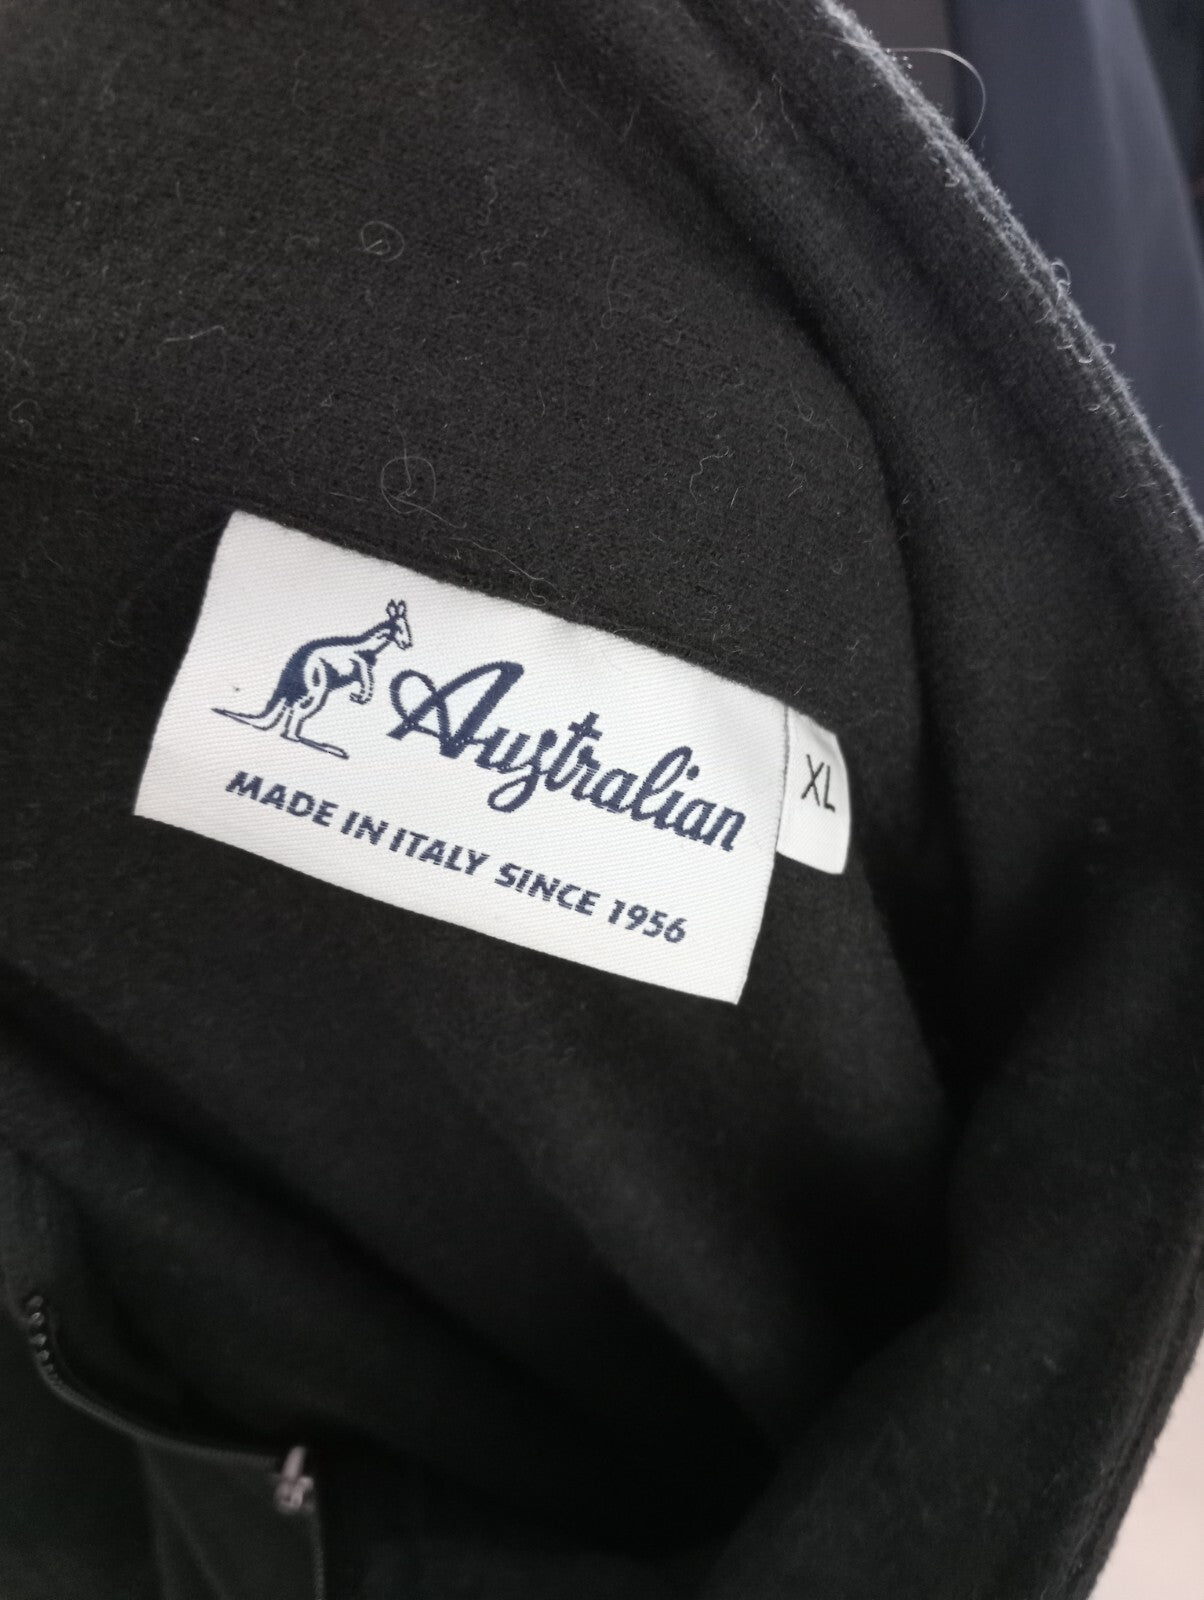 Australian
MADE IN ITALY SINCE 1956
XL